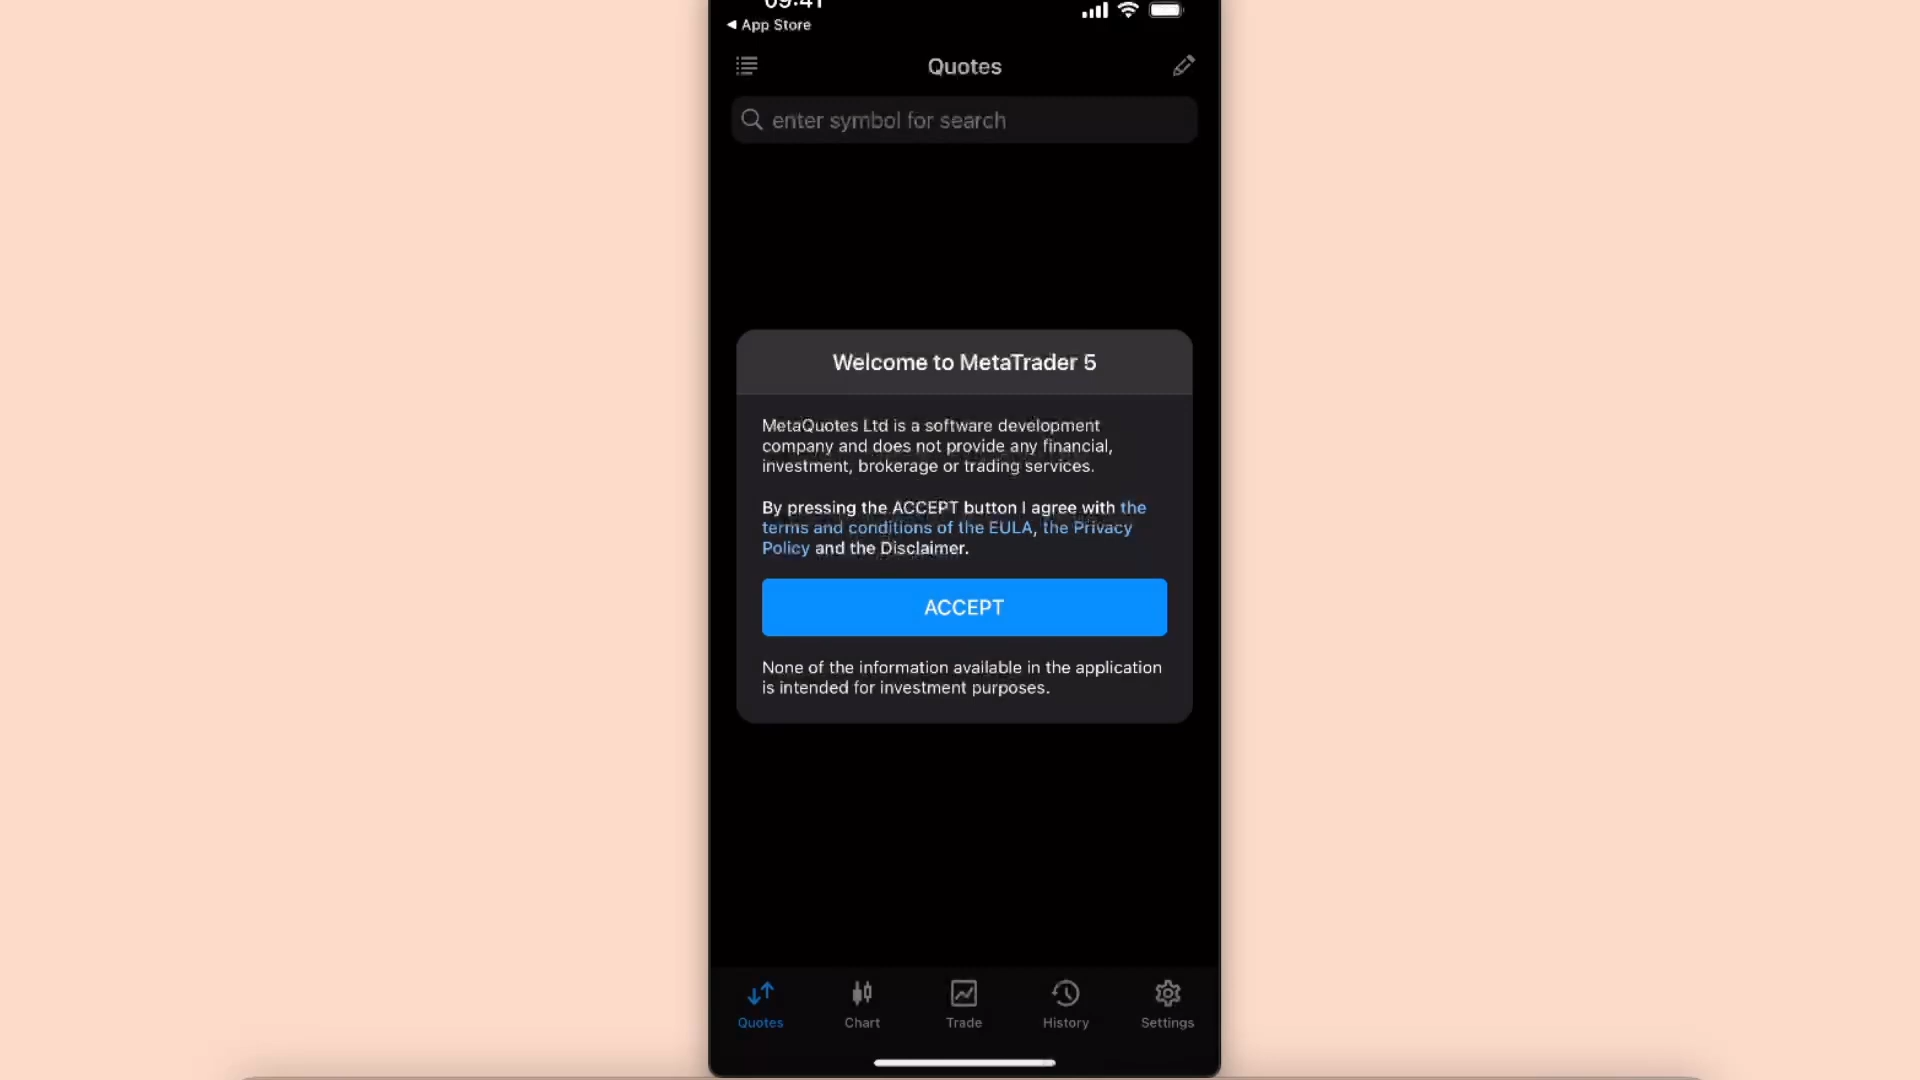 09:41
App Store
Quotes
enter symbol for search
Welcome to MetaTrader 5
MetaQuotes Ltd is a software development
company and does not provide any financial,
investment, brokerage or trading services.
By pressing the ACCEPT button I agree with the
terms and conditions of the EULA, the Privacy
Policy and the Disclaimer.
ACCEPT
None of the information available in the application
is intended for investment purposes.
Quotes
Chart
Trade
History
Settings